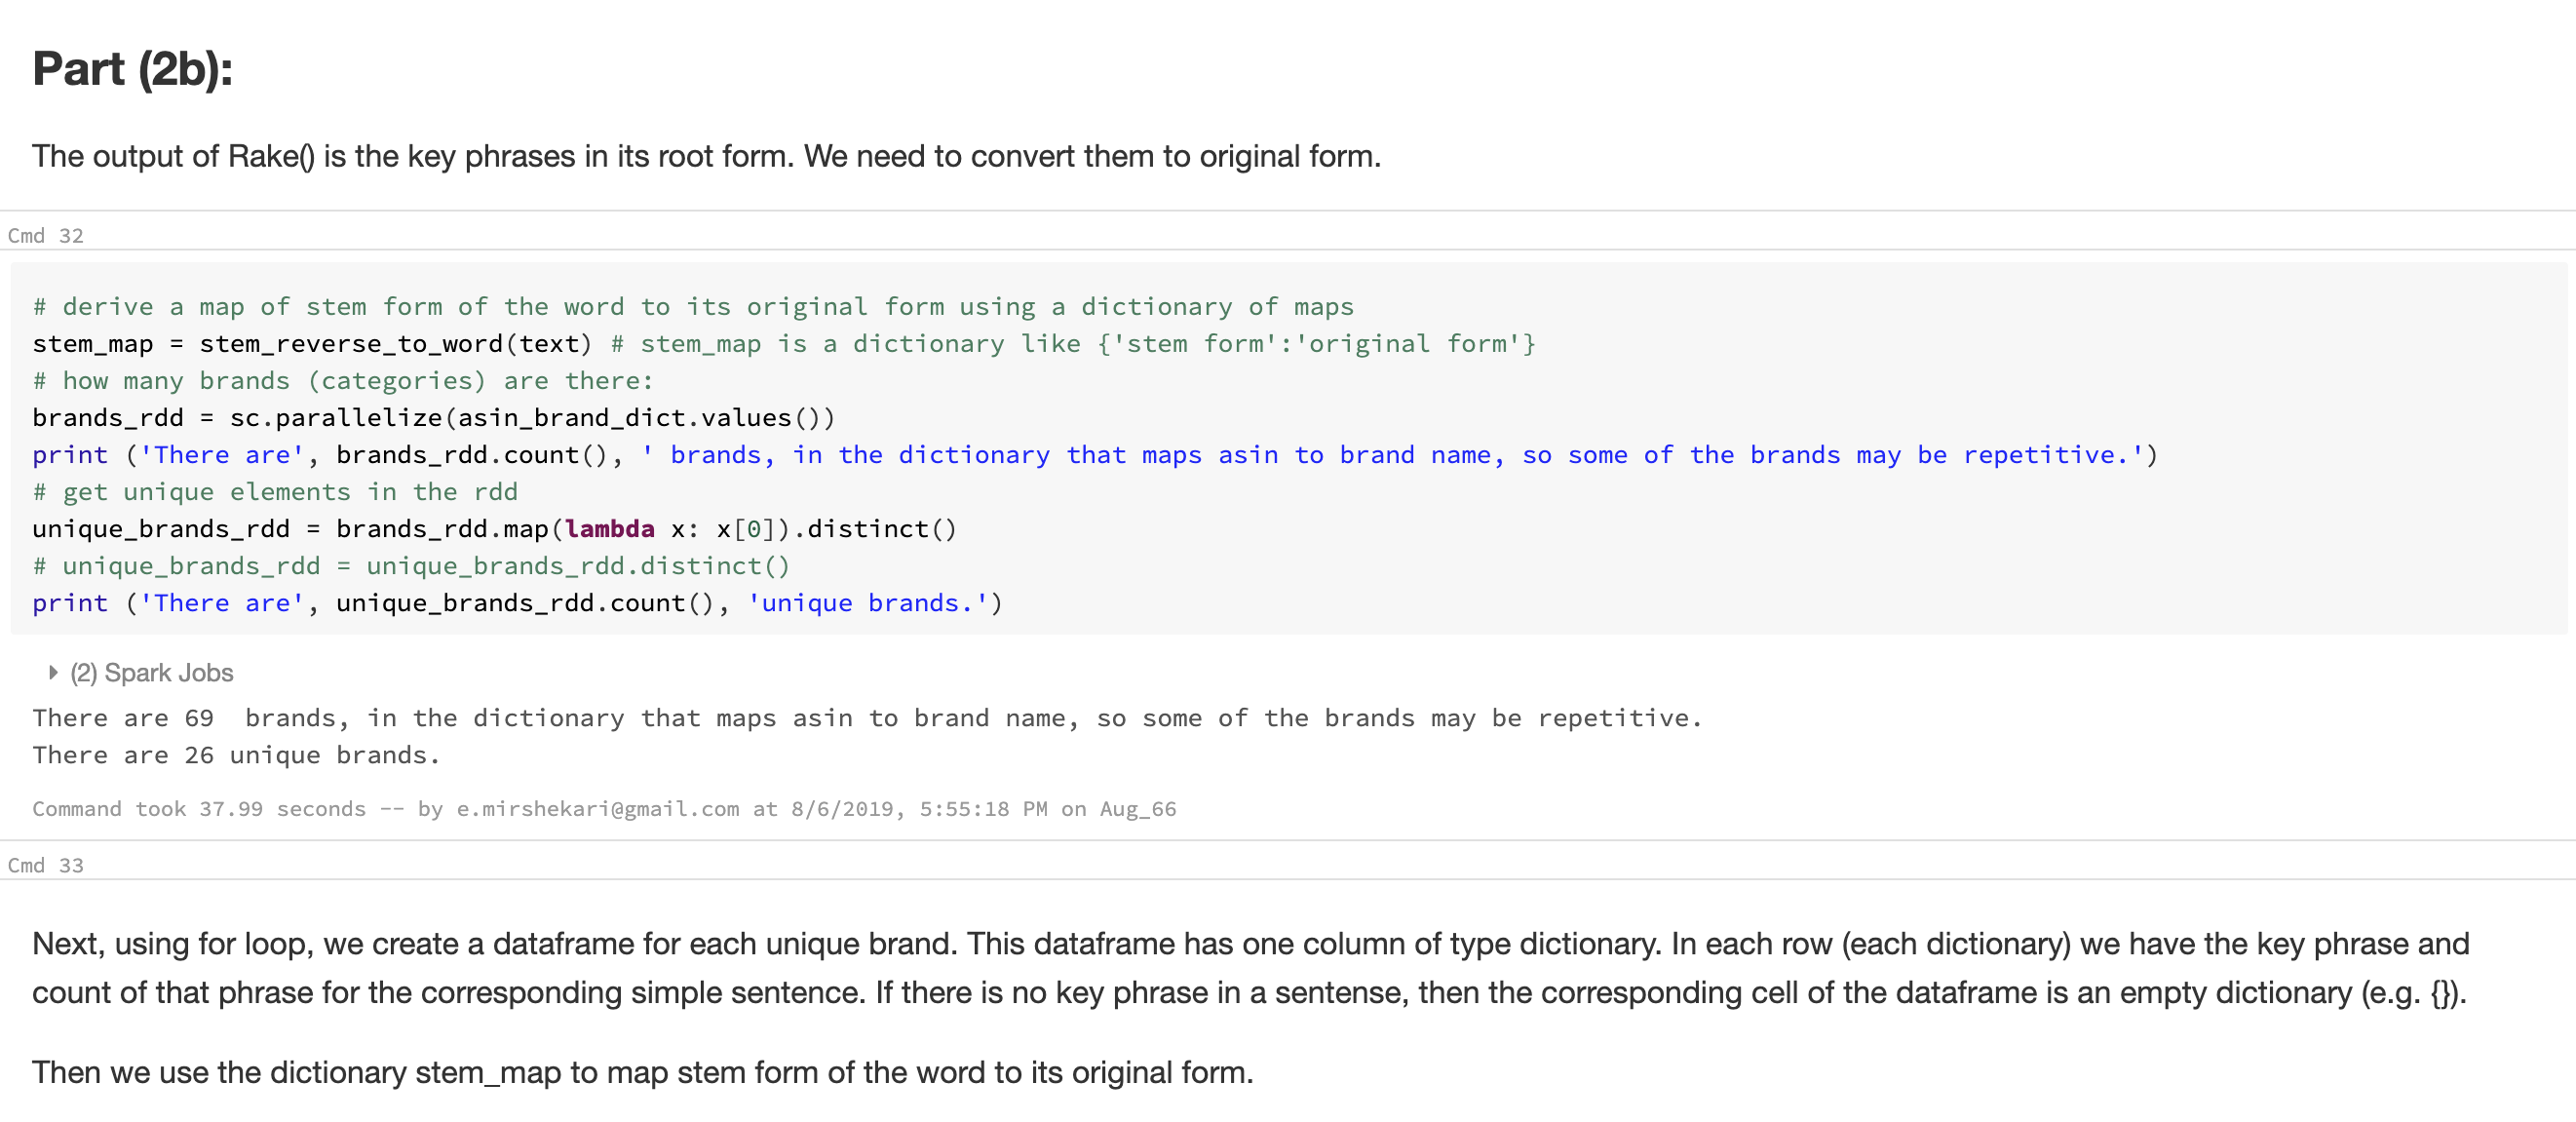 Part (2b):
The output of Rake() is the key phrases in its root form. We need to convert them to original form.
Cmd 32
# derive a map of stem form of the word to its original form using a dictionary of maps
stem_map = stem_reverse_to_word(text) # stem_map is a dictionary like {'stem form':'original form'}
# how many brands (categories) are there:
brands_rdd = sc.parallelize(asin_brand_dict.values())
print ('There are', brands_rdd.count(), ' brands, in the dictionary that maps asin to brand name, so some of the brands may be repetitive.')
# get unique elements in the rdd
unique_brands_rdd = brands_rdd.map(lambda x: x[0]).distinct()
# unique_brands_rdd = unique_brands_rdd.distinct()
print ('There are', unique_brands_rdd.count(), 'unique brands.')
(2) Spark Jobs
There are 69  brands, in the dictionary that maps asin to brand name, so some of the brands may be repetitive.
There are 26 unique brands.
Command took 37.99 seconds -- by e.mirshekari@gmail.com at 8/6/2019, 5:55:18 PM on Aug_66
Cmd 33
Next, using for loop, we create a dataframe for each unique brand. This dataframe has one column of type dictionary. In each row (each dictionary) we have the key phrase and
count of that phrase for the corresponding simple sentence. If there is no key phrase in a sentense, then the corresponding cell of the dataframe is an empty dictionary (e.g. {}).
Then we use the dictionary stem_map to map stem form of the word to its original form.